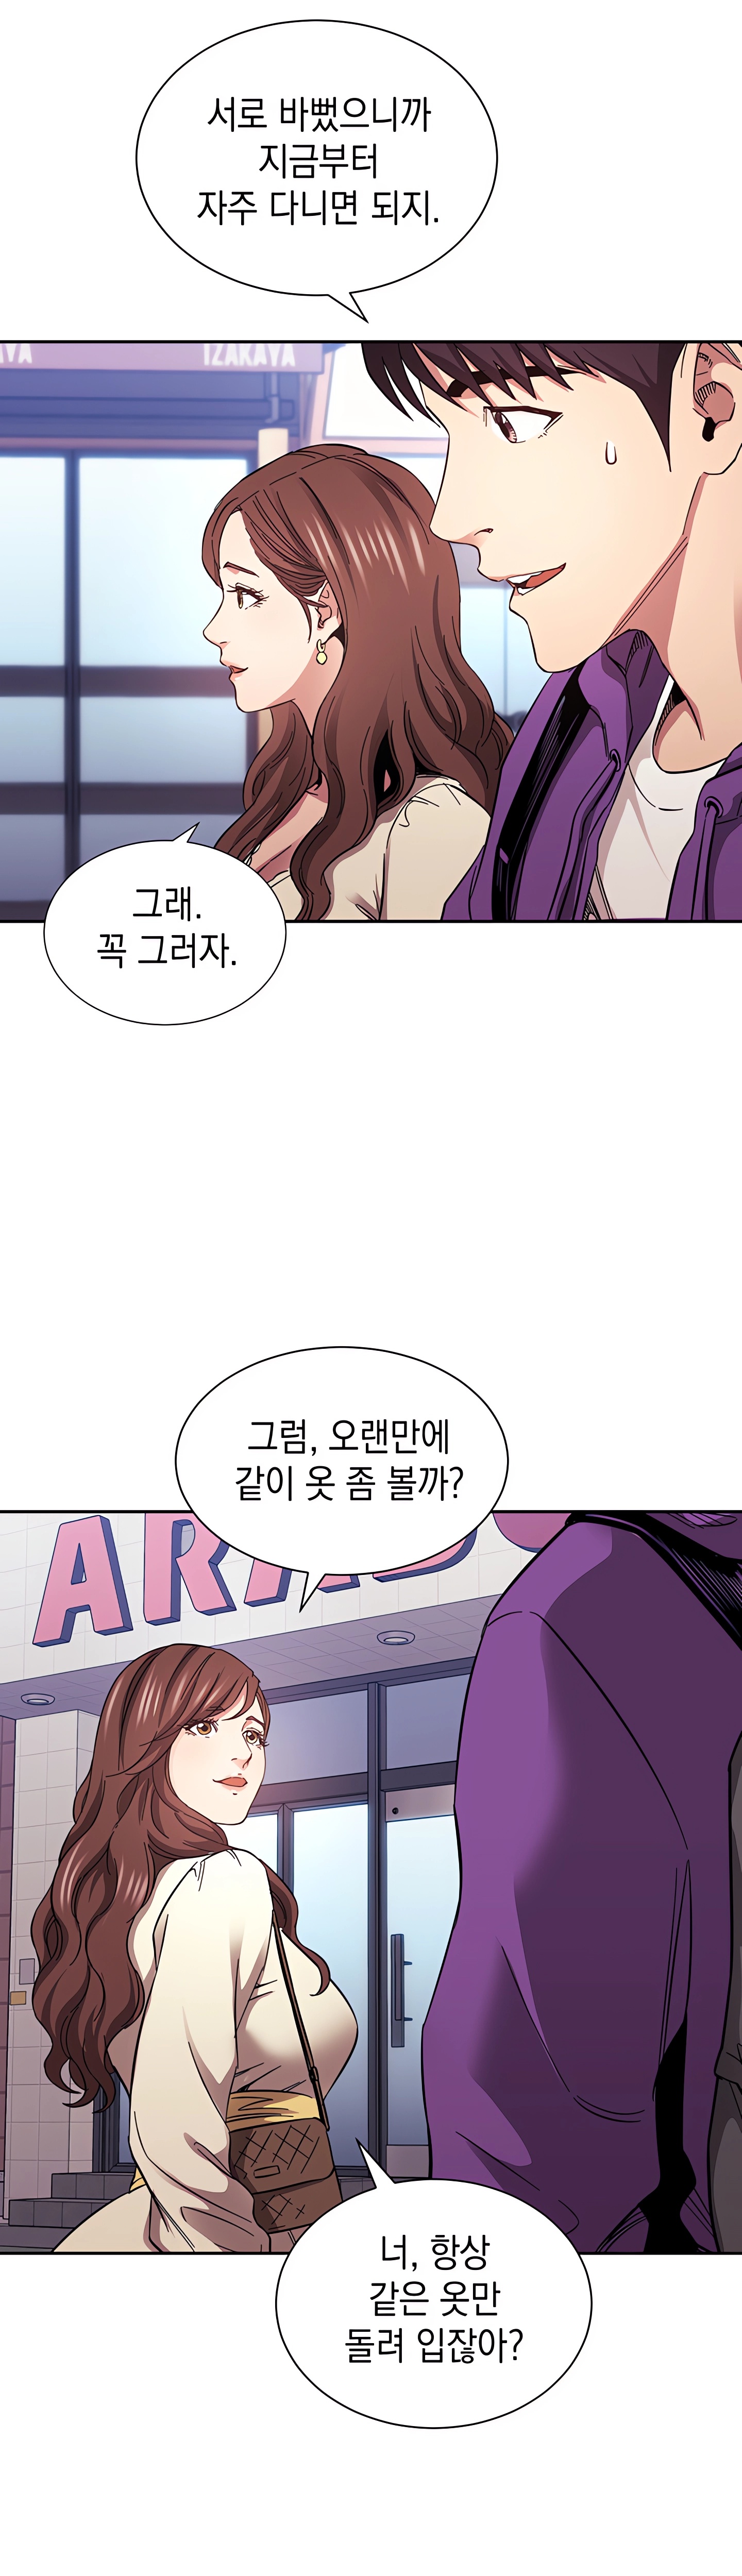 서로 바빴으니까
지금부터
자주 다니면 되지.
AYA
IZAKAYA
그래.
꼭 그러자.
그럼, 오랜만에
같이 옷 좀 볼까?
너, 항상
같은 옷만
돌려 입잖아?